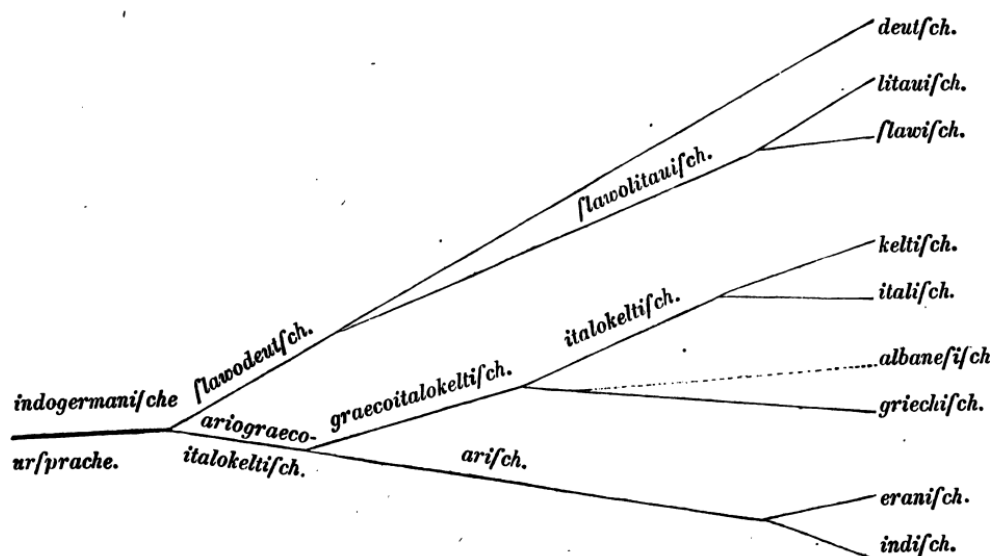 deutſch.
litauiſch.
ſlawiſch.
ſlawolitauiſch.
keltiſch.
italiſch.
italokeltiſch.
albaneſiſch
griechiſch.
graecoitalokeltiſch.
ſlawodeutſch.
indogermaniſche
urſprache.
ariograeco-
italokeltiſch.
ariſch.
eraniſch.
indiſch.